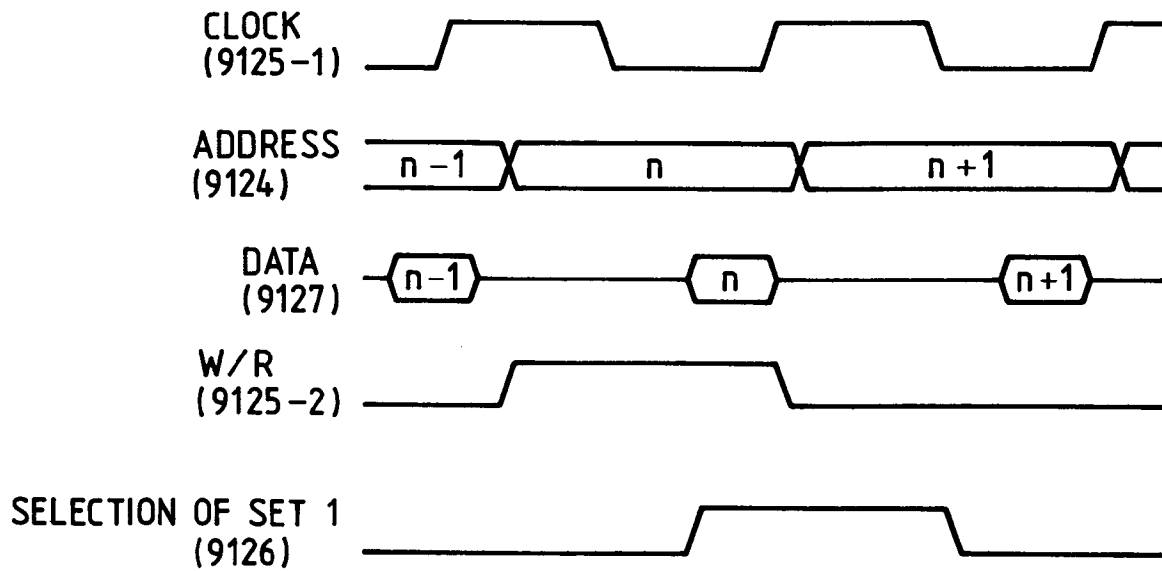 CLOCK
(9125-1)
ADDRESS
(9124)
n-1 n n+1
DATA
(9127)
n-1 n n+1
W/R
(9125-2)
SELECTION OF SET 1
(9126)